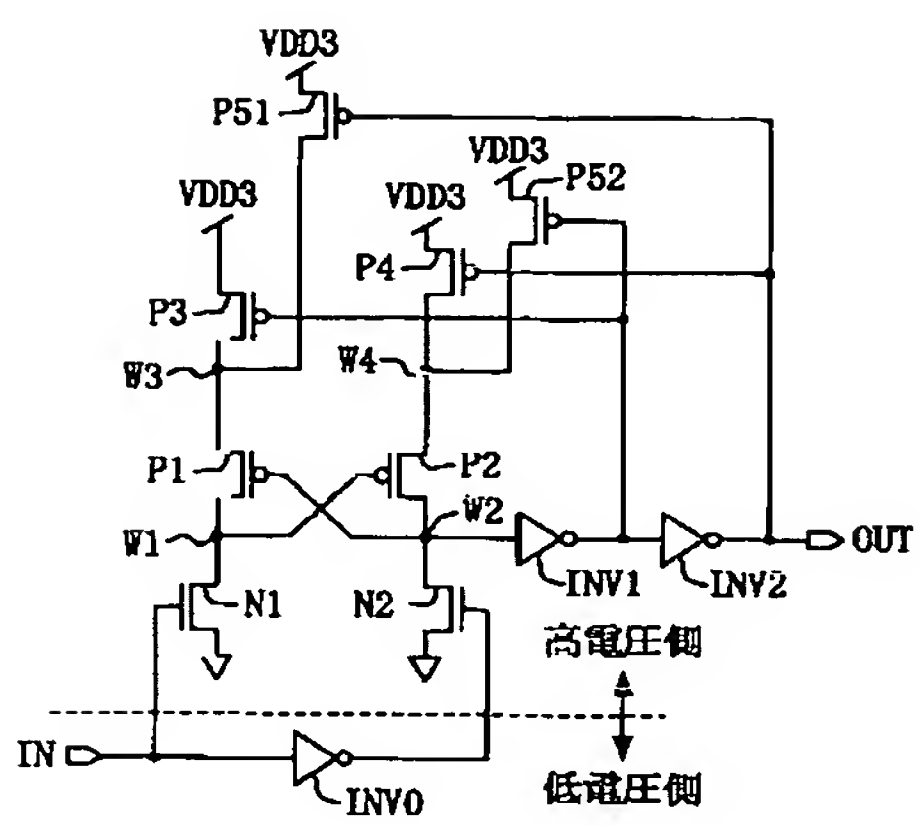 VDD3
P51
VDD3
P52
VDD3
VDD3
P4
P3
W3
W4
P1
P2
W1
W2
OUT
INV1
INV2
N1
N2
高電圧側
IN
INV0
低電圧側